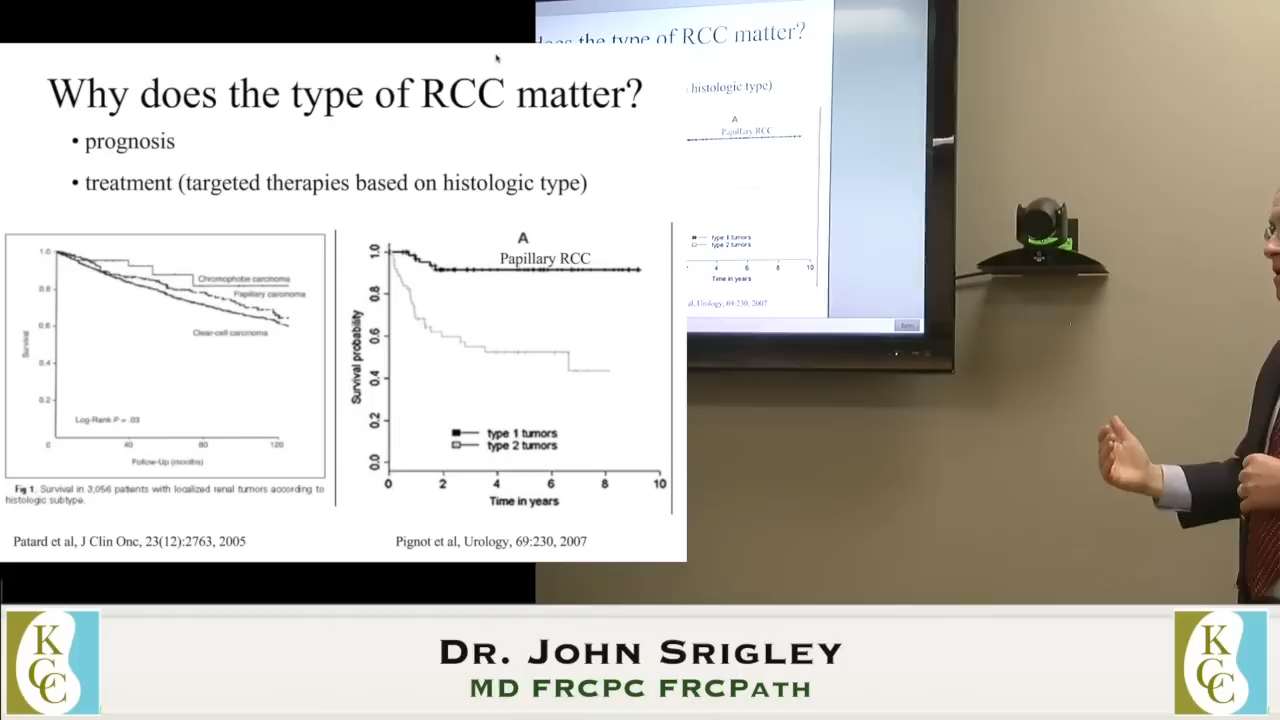 Why does the type of RCC matter?
• prognosis
• treatment (targeted therapies based on histologic type)
1.0
0.8
0.6
0.4
0.2
0
40
80
120
Survival
Chromophobe carcinoma
Papillary carcinoma
Clear-cell carcinoma
Log-Rank P = .03
Follow-Up (months)
Fig 1. Survival in 3,056 patients with localized renal tumors according to
histologic subtype.
Patard et al, J Clin Onc, 23(12):2763, 2005
A
Papillary RCC
Survival probability
1.0
0.8
0.6
0.4
0.2
0.0
type 1 tumors
type 2 tumors
0 2 4 6 8 10
Time in years
Pignot et al, Urology, 69:230, 2007
does the type of RCC matter?
histologic type)
A
Papillary RCC
type 1 tumors
type 2 tumors
4 6 8 10
Time in years
al, Urology, 69:230, 2007
KCC
Dr. John Srigley
MD FRCPC FRCPath
KCC